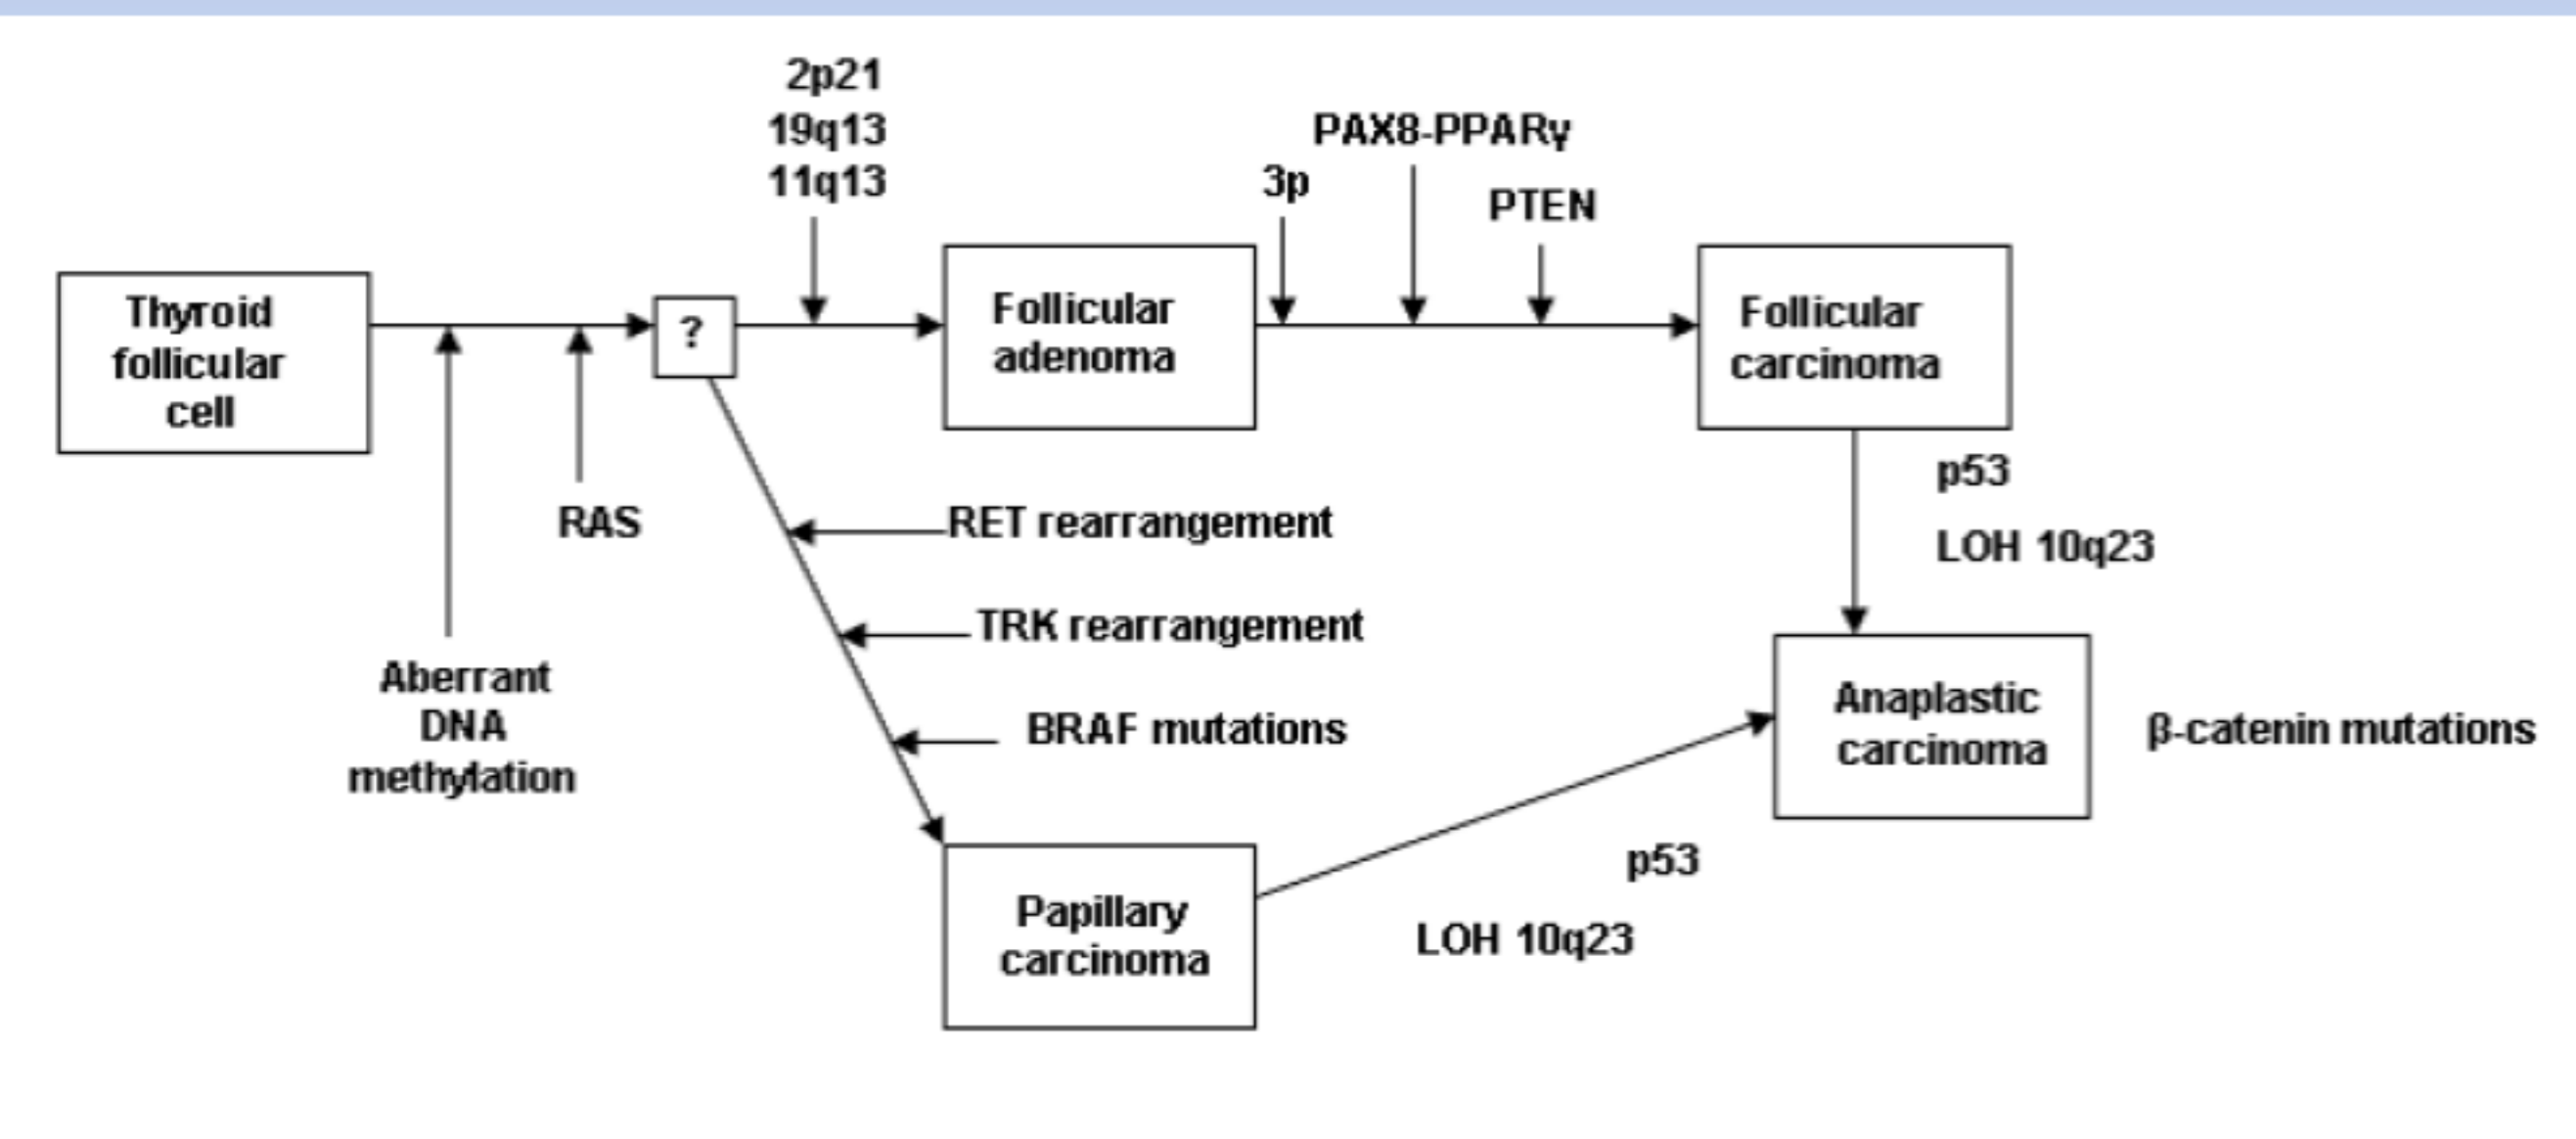 2p21
19q13
11q13
PAX8-PPARγ
3p
PTEN
Thyroid
follicular
cell
?
Follicular
adenoma
Follicular
carcinoma
p53
LOH 10q23
RAS
RET rearrangement
TRK rearrangement
Aberrant
DNA
methylation
BRAF mutations
Anaplastic
carcinoma
β-catenin mutations
Papillary
carcinoma
p53
LOH 10q23